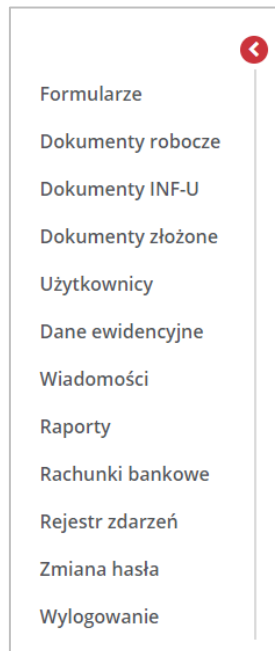 Formularze
Dokumenty robocze
Dokumenty INF-U
Dokumenty złożone
Użytkownicy
Dane ewidencyjne
Wiadomości
Raporty
Rachunki bankowe
Rejestr zdarzeń
Zmiana hasła
Wylogowanie